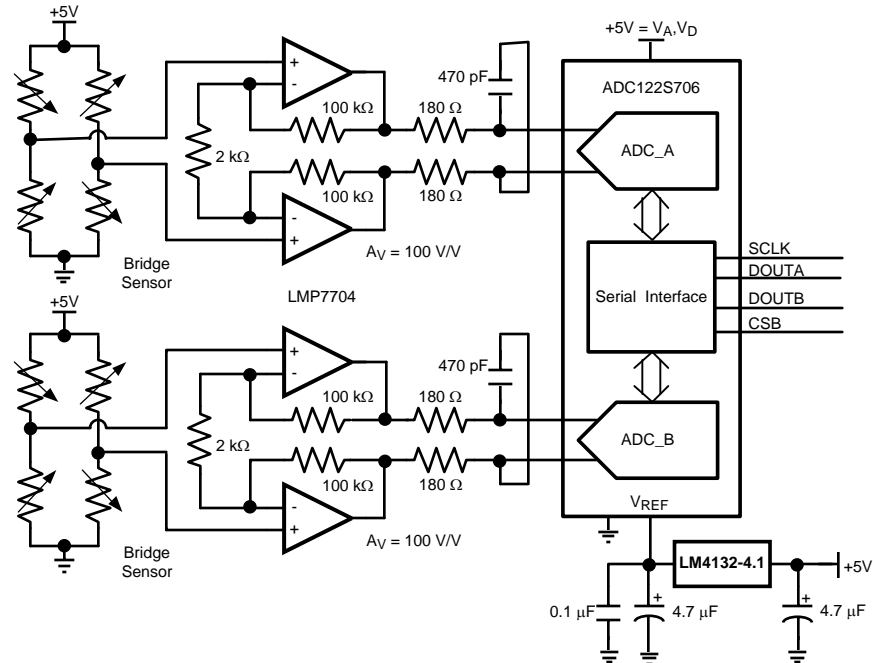 +5V
+5V = VA,VD
470 pF
ADC122S706
100 kΩ
180 Ω
2 kΩ
ADC_A
100 kΩ
180 Ω
AV = 100 V/V
Bridge
Sensor
LMP7704
SCLK
DOUTA
Serial Interface
DOUTB
CSB
+5V
470 pF
100 kΩ
180 Ω
2 kΩ
ADC_B
100 kΩ
180 Ω
AV = 100 V/V
Bridge
Sensor
VREF
LM4132-4.1
+5V
0.1 µF
4.7 µF
4.7 µF